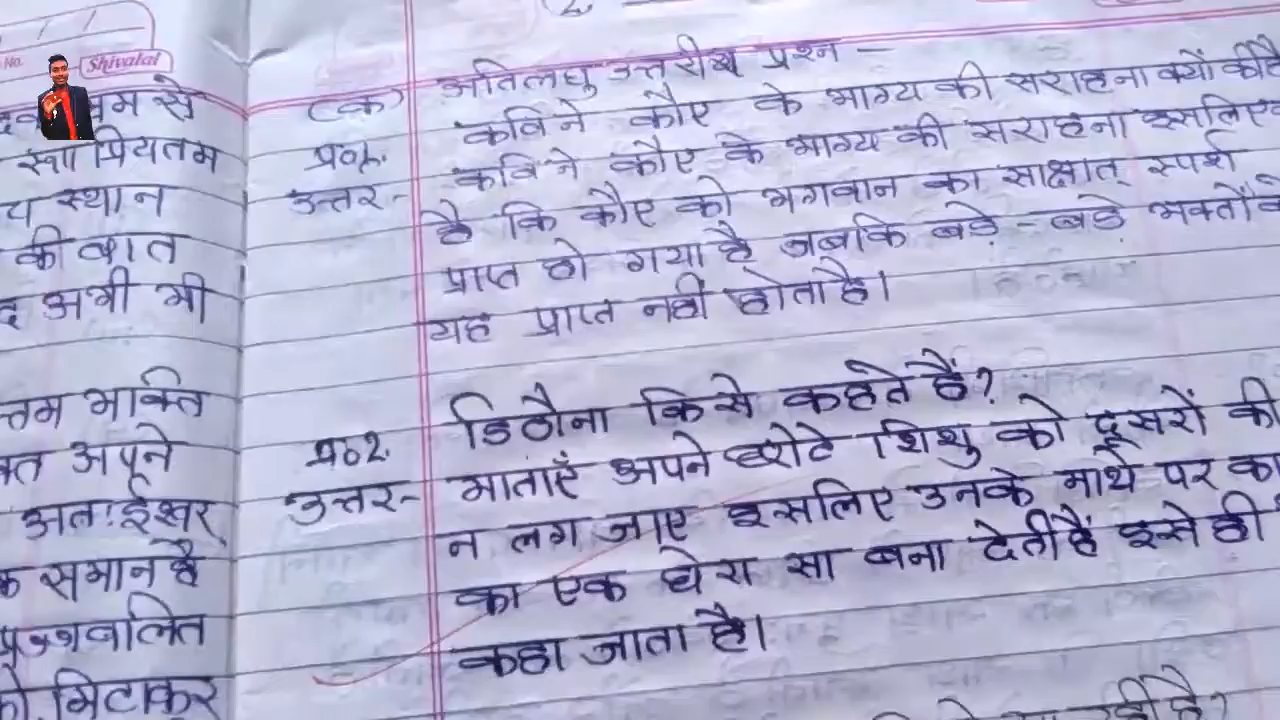 No.
Shivalal
म से
प्रियतम
स्थान
की बात
अभी भी
भक्ति
अपने
अतः ईश्वर
समान है
प्रज्जवलित
मिटाकर
(क) अतिलघु उत्तरीय प्रश्न –
प्र०1. कवि ने कौए के भाग्य की सराहना क्यों की है
उत्तर:- कवि ने कौए के भाग्य की सराहना इसलिए
है कि कौए को भगवान का साक्षात् स्पर्श
प्राप्त हो गया है जबकि बड़े - बड़े भक्तों को
यह प्राप्त नहीं होता है।
प्र०2. डिठौना किसे कहते हैं?
उत्तर:- माताएँ अपने छोटे शिशु को दूसरों की
न लग जाए इसलिए उनके माथे पर का
का एक घेरा सा बना देती हैं इसे ही
कहा जाता है।